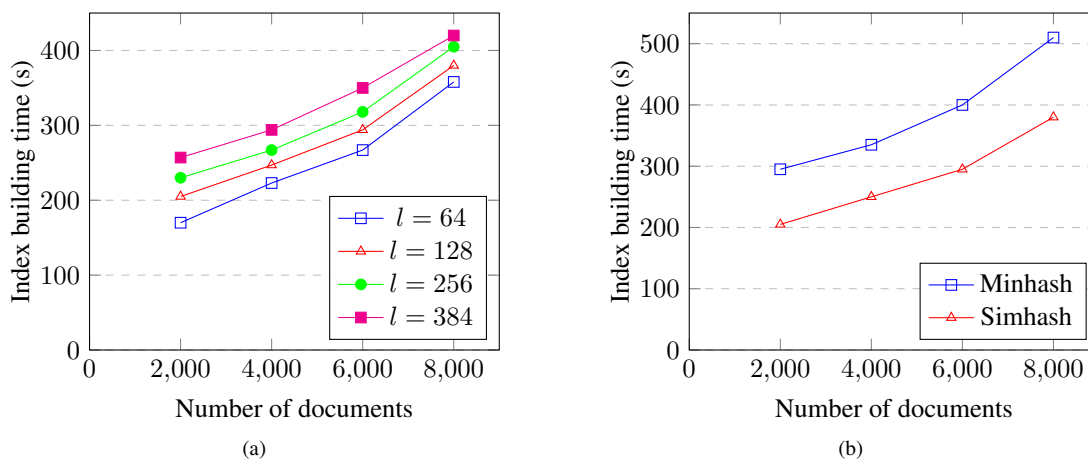 Index building time (s)
400
300
200
100
0
0 2,000 4,000 6,000 8,000
Number of documents
l = 64
l = 128
l = 256
l = 384
(a)
Index building time (s)
500
400
300
200
100
0
0 2,000 4,000 6,000 8,000
Number of documents
Minhash
Simhash
(b)